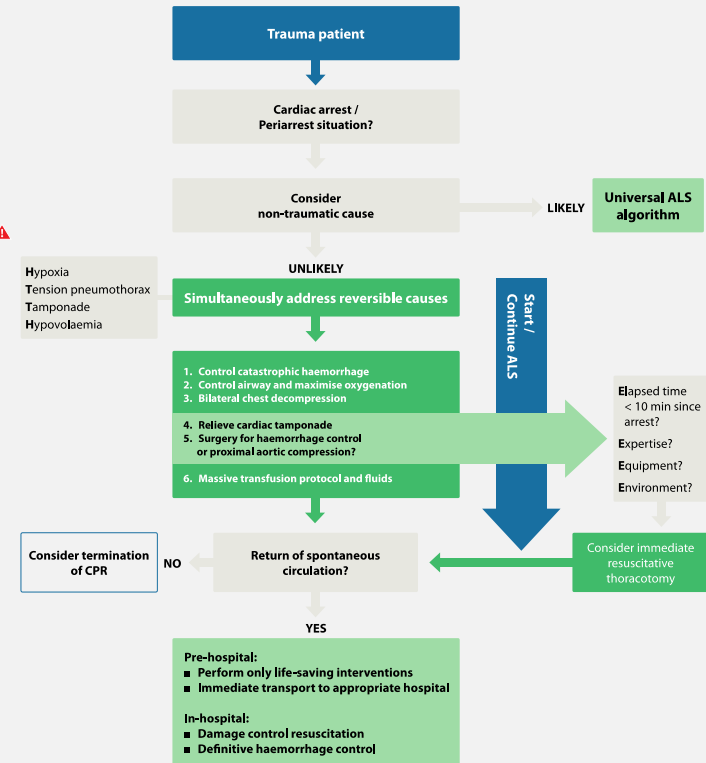 Trauma patient
Cardiac arrest /
Periarrest situation?
Consider
non-traumatic cause
LIKELY
Universal ALS
algorithm
UNLIKELY
Hypoxia
Tension pneumothorax
Tamponade
Hypovolaemia
Simultaneously address reversible causes
Start /
Continue ALS
1. Control catastrophic haemorrhage
2. Control airway and maximise oxygenation
3. Bilateral chest decompression
4. Relieve cardiac tamponade
5. Surgery for haemorrhage control
or proximal aortic compression?
6. Massive transfusion protocol and fluids
Elapsed time
< 10 min since
arrest?
Expertise?
Equipment?
Environment?
Consider immediate
resuscitative
thoracotomy
Return of spontaneous
circulation?
NO
Consider termination
of CPR
YES
Pre-hospital:
■ Perform only life-saving interventions
■ Immediate transport to appropriate hospital
In-hospital:
■ Damage control resuscitation
■ Definitive haemorrhage control